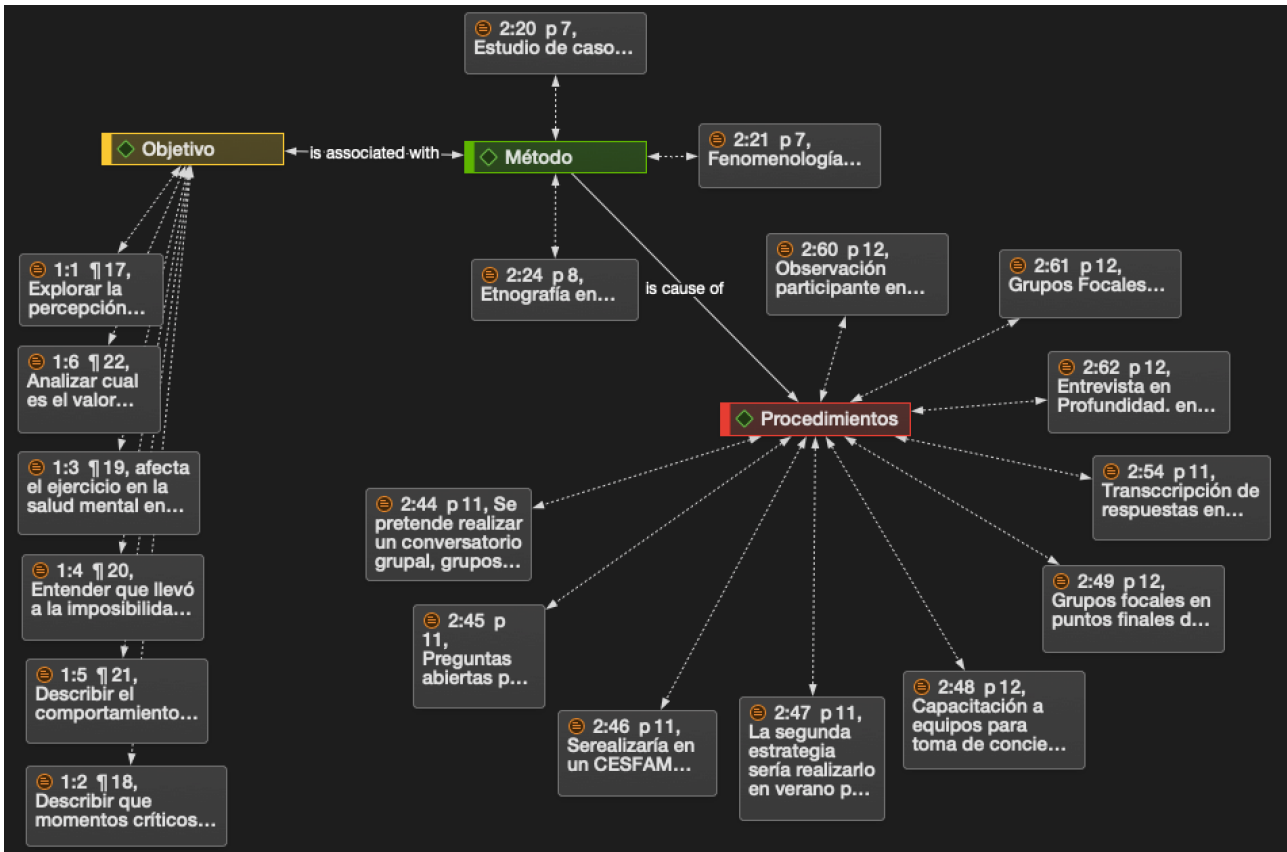 2:20 p 7,
Estudio de caso...
Objetivo
is associated with
Método
2:21 p 7,
Fenomenología...
2:24 p 8,
Etnografía en...
is cause of
2:60 p 12,
Observación
participante en...
2:61 p 12,
Grupos Focales...
2:62 p 12,
Entrevista en
Profundidad. en...
Procedimientos
1:1 ¶ 17,
Explorar la
percepción...
1:6 ¶ 22,
Analizar cual
es el valor...
1:3 ¶ 19, afecta
el ejercicio en la
salud mental en...
1:4 ¶ 20,
Entender que llevó
a la imposibilida...
1:5 ¶ 21,
Describir el
comportamiento...
1:2 ¶ 18,
Describir que
momentos críticos...
2:44 p 11, Se
pretende realizar
un conversatorio
grupal, grupos...
2:45 p
11,
Preguntas
abiertas p...
2:46 p 11,
Serealizaría en
un CESFAM...
2:47 p 11,
La segunda
estrategia
sería realizarlo
en verano p...
2:48 p 12,
Capacitación a
equipos para
toma de concie...
2:49 p 12,
Grupos focales en
puntos finales d...
2:54 p 11,
Transccripción de
respuestas en...